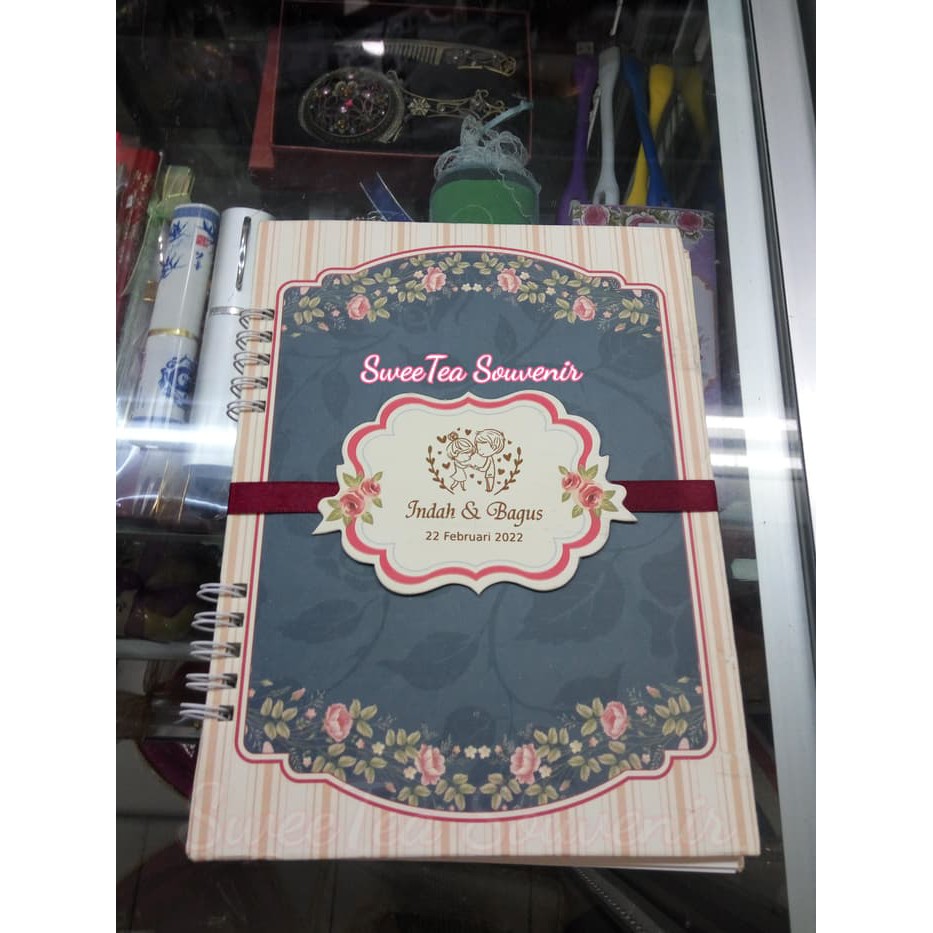 SweeTea Souvenir
Indah & Bagus
22 Februari 2022
SweeTea Souvenir